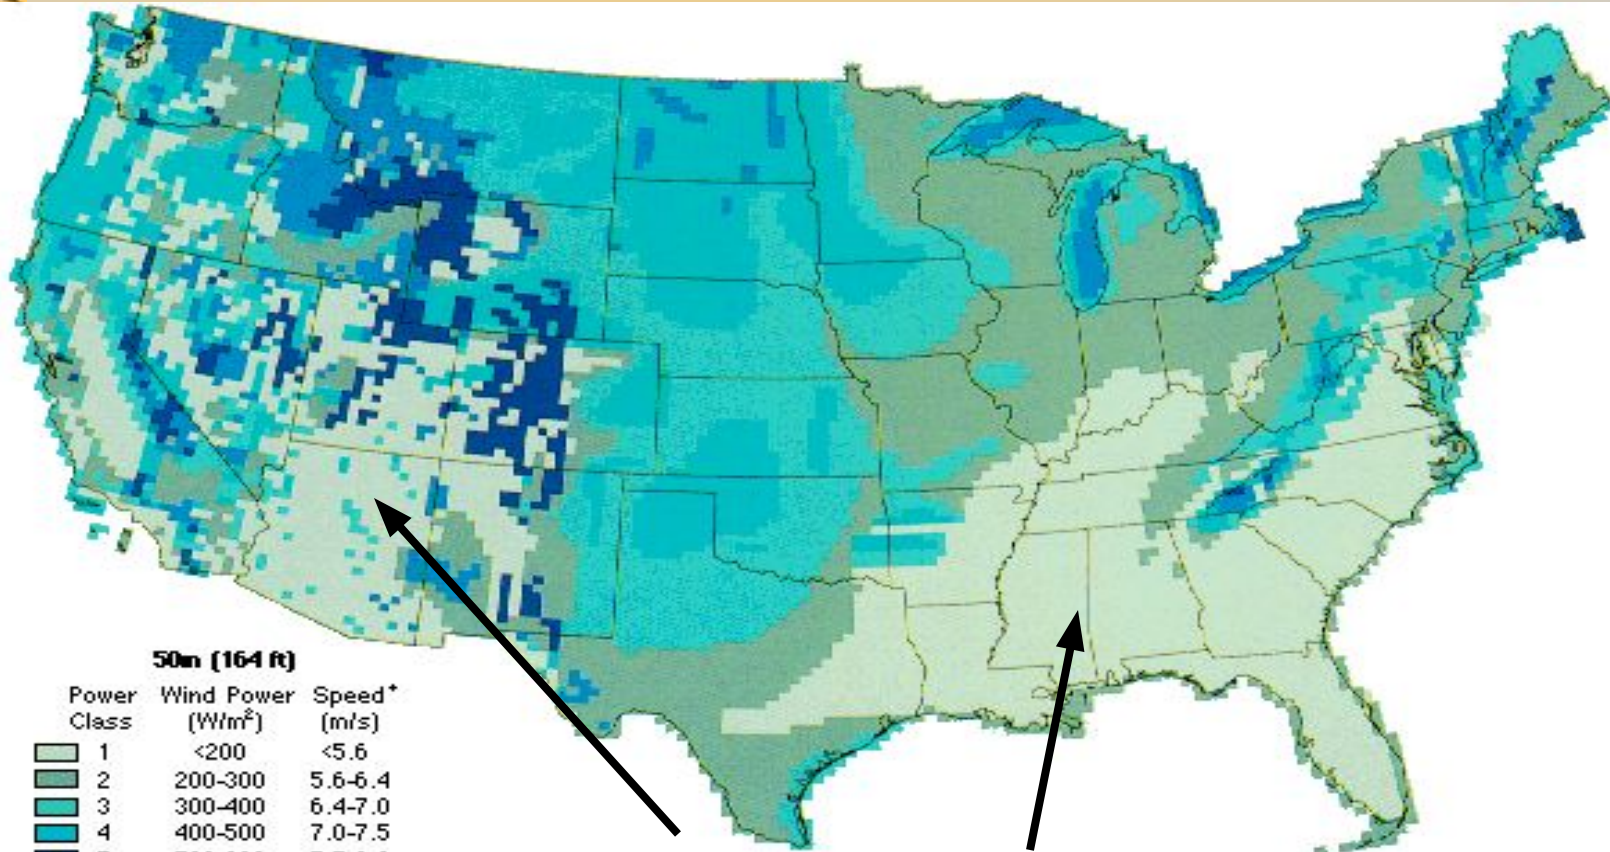 50m (164 ft)
Power Wind Power Speed⁺
Class (W/m²) (m/s)
1 <200 <5.6
2 200-300 5.6-6.4
3 300-400 6.4-7.0
4 400-500 7.0-7.5